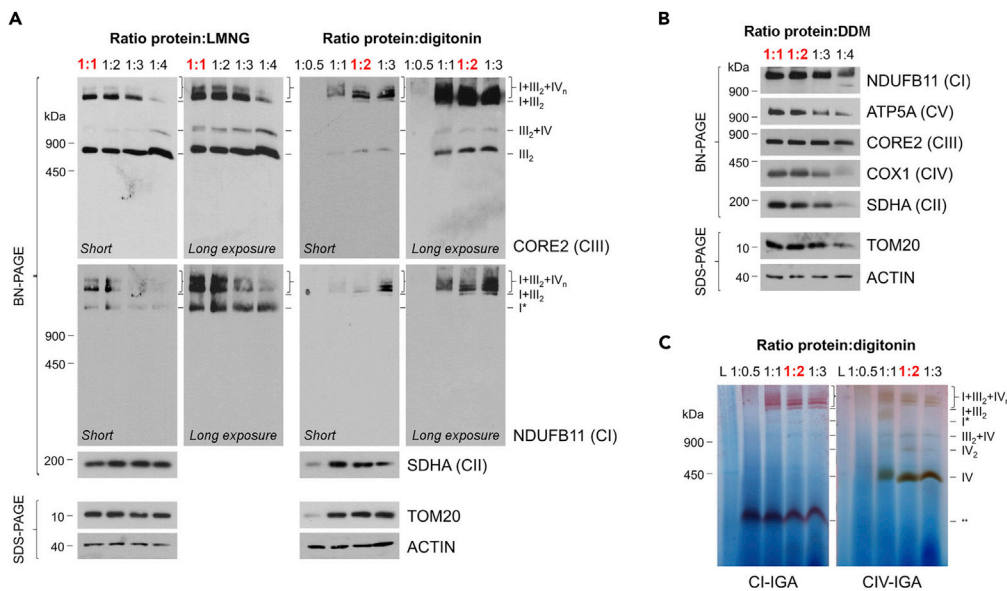 A
Ratio protein:LMNG
Ratio protein:digitonin
1:1 1:2 1:3 1:4 1:1 1:2 1:3 1:4 1:0.5 1:1 1:2 1:3 1:0.5 1:1 1:2 1:3
kDa
900
450
BN-PAGE
I+III₂+IVₙ
I+III₂
III₂+IV
III₂
Short
Long exposure
Short
Long exposure
CORE2 (CIII)
I+III₂+IVₙ
I+III₂
I*
900
450
Short
Long exposure
Short
Long exposure
NDUFB11 (CI)
200
SDHA (CII)
SDS-PAGE
10
TOM20
40
ACTIN
B
Ratio protein:DDM
1:1 1:2 1:3 1:4
kDa
BN-PAGE
NDUFB11 (CI)
900
ATP5A (CV)
900
CORE2 (CIII)
450
COX1 (CIV)
200
SDHA (CII)
SDS-PAGE
10
TOM20
40
ACTIN
C
Ratio protein:digitonin
L 1:0.5 1:1 1:2 1:3 L 1:0.5 1:1 1:2 1:3
kDa
900
450
I+III₂+IVₙ
I+III₂
I*
III₂+IV
IV₂
IV
**
CI-IGA
CIV-IGA